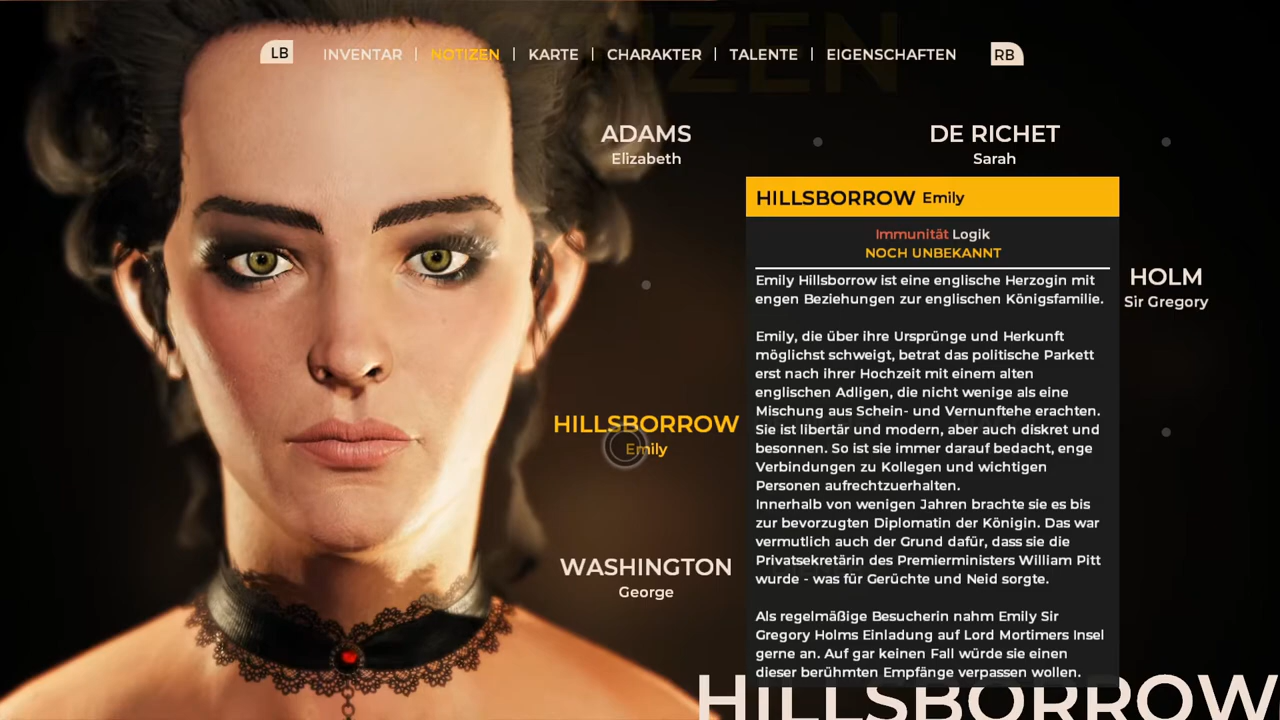 ZEN
LB INVENTAR | NOTIZEN | KARTE | CHARAKTER | TALENTE | EIGENSCHAFTEN RB
ADAMS
Elizabeth
DE RICHET
Sarah
HILLSBORROW Emily
Immunität Logik
NOCH UNBEKANNT
Emily Hillsborrow ist eine englische Herzogin mit
engen Beziehungen zur englischen Königsfamilie.
Emily, die über ihre Ursprünge und Herkunft
möglichst schweigt, betrat das politische Parkett
erst nach ihrer Hochzeit mit einem alten
englischen Adligen, die nicht wenige als eine
Mischung aus Schein- und Vernunftehe erachten.
Sie ist libertär und modern, aber auch diskret und
besonnen. So ist sie immer darauf bedacht, enge
Verbindungen zu Kollegen und wichtigen
Personen aufrechtzuerhalten.
Innerhalb von wenigen Jahren brachte sie es bis
zur bevorzugten Diplomatin der Königin. Das war
vermutlich auch der Grund dafür, dass sie die
Privatsekretärin des Premierministers William Pitt
wurde - was für Gerüchte und Neid sorgte.
Als regelmäßige Besucherin nahm Emily Sir
Gregory Holms Einladung auf Lord Mortimers Insel
gerne an. Auf gar keinen Fall würde sie einen
dieser berühmten Empfänge verpassen wollen.
HOLM
Sir Gregory
HILLSBORROW
Emily
WASHINGTON
George
HILLSBORROW